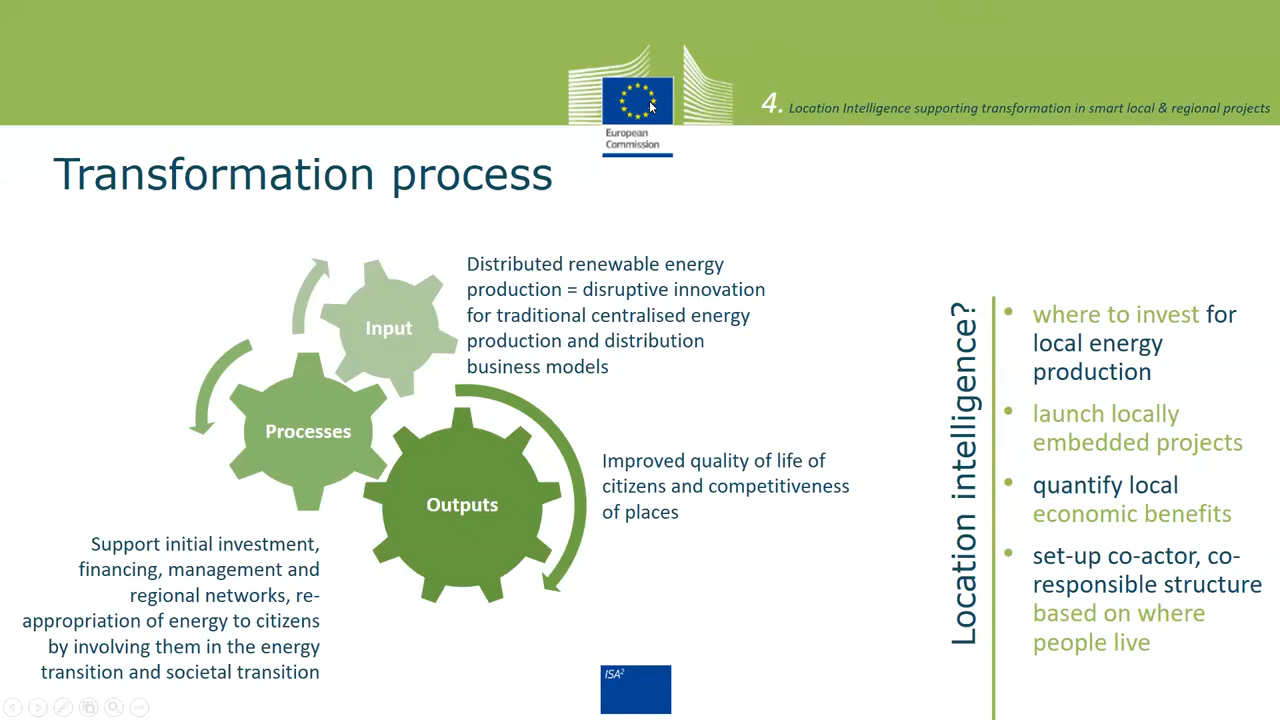 European
Commission
4. Location Intelligence supporting transformation in smart local & regional projects
Transformation process
Input
Distributed renewable energy
production = disruptive innovation
for traditional centralised energy
production and distribution
business models
Processes
Outputs
Improved quality of life of
citizens and competitiveness
of places
Support initial investment,
financing, management and
regional networks, re-
appropriation of energy to citizens
by involving them in the energy
transition and societal transition
Location intelligence?
• where to invest for
local energy
production
• launch locally
embedded projects
• quantify local
economic benefits
• set-up co-actor, co-
responsible structure
based on where
people live
ISA²